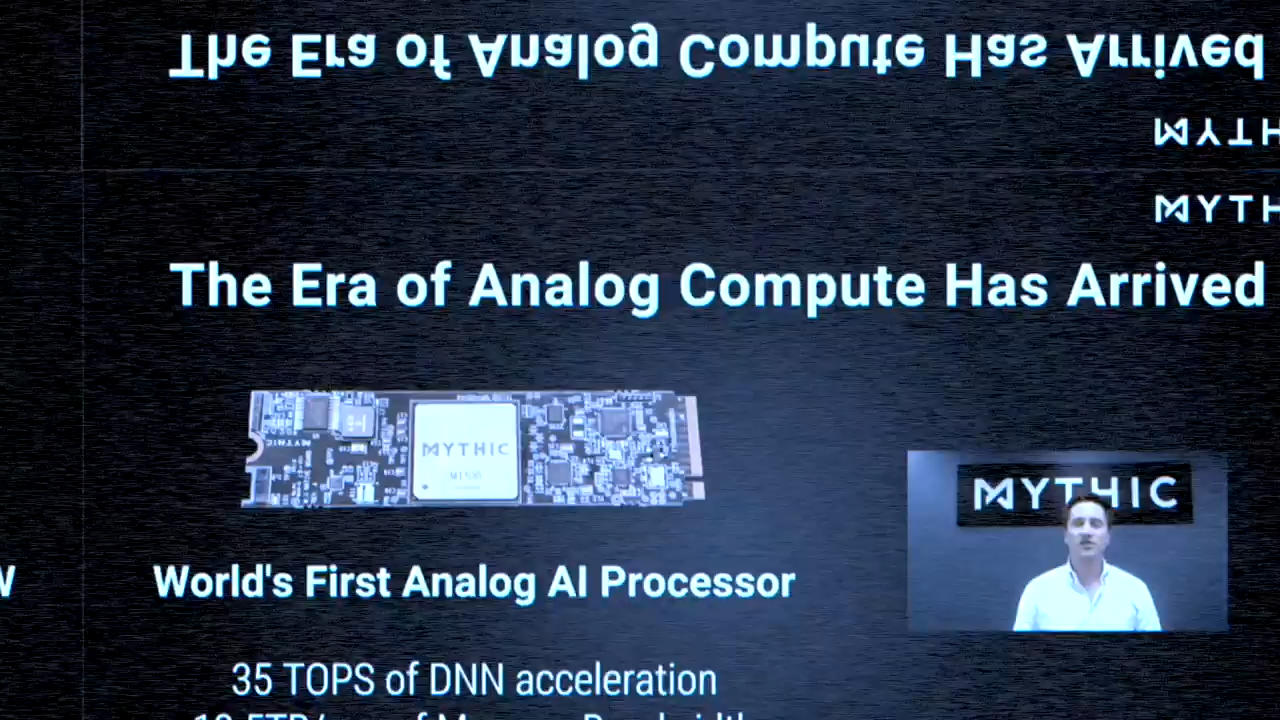 The Era of Analog Compute Has Arrived
MYTH
MYTH
The Era of Analog Compute Has Arrived
MYTHIC
MYTHIC
MYTHIC
W
World's First Analog AI Processor
35 TOPS of DNN acceleration